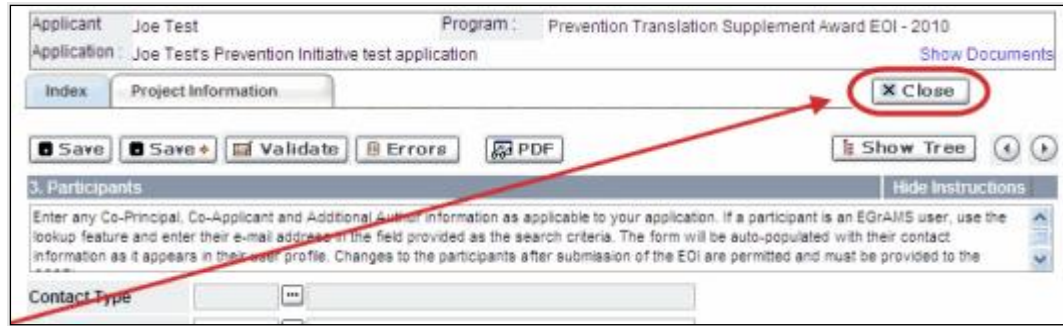 Applicant Joe Test Program : Prevention Translation Supplement Award EOI - 2010
Application : Joe Test's Prevention Initiative test application Show Documents
Index Project Information X Close
Save Save Validate Errors PDF Show Tree
3. Participants Hide Instructions
Enter any Co-Principal, Co-Applicant and Additional Author information as applicable to your application. If a participant is an EGrAMS user, use the
lookup feature and enter their e-mail address in the field provided as the search criteria. The form will be auto-populated with their contact
information as it appears in their user profile. Changes to the participants after submission of the EOI are permitted and must be provided to the
Contact Type